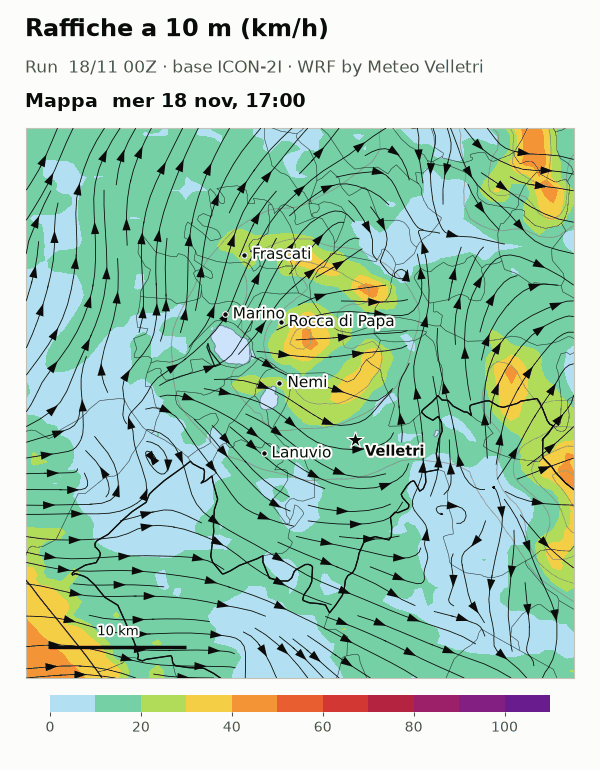 Raffiche a 10 m (km/h)
Run  18/11 00Z · base ICON-2I · WRF by Meteo Velletri
Mappa  mer 18 nov, 17:00
Frascati
Marino
Rocca di Papa
Nemi
Lanuvio
Velletri
10 km
0 20 40 60 80 100